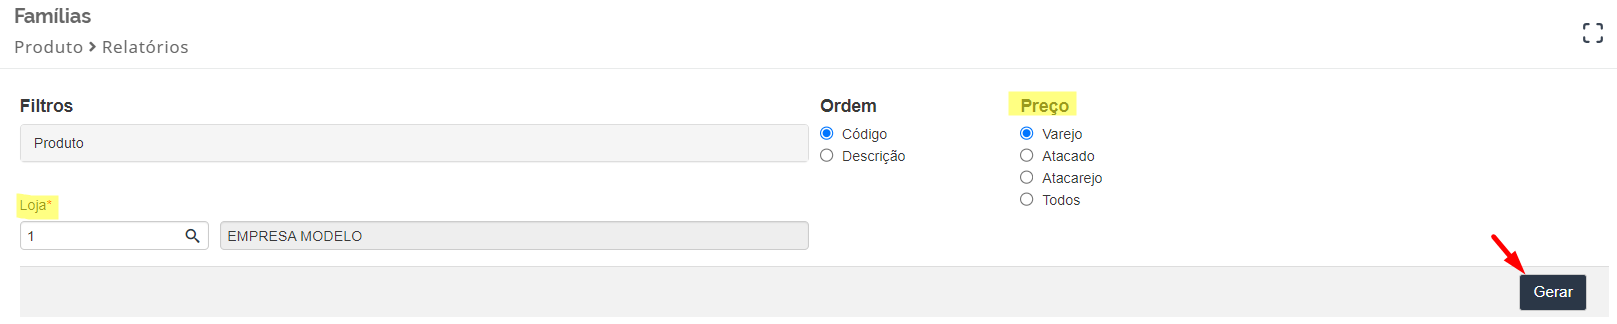 Famílias
Produto > Relatórios
Filtros
Produto
Loja*
1
EMPRESA MODELO
Ordem
Código
Descrição
Preço
Varejo
Atacado
Atacarejo
Todos
Gerar